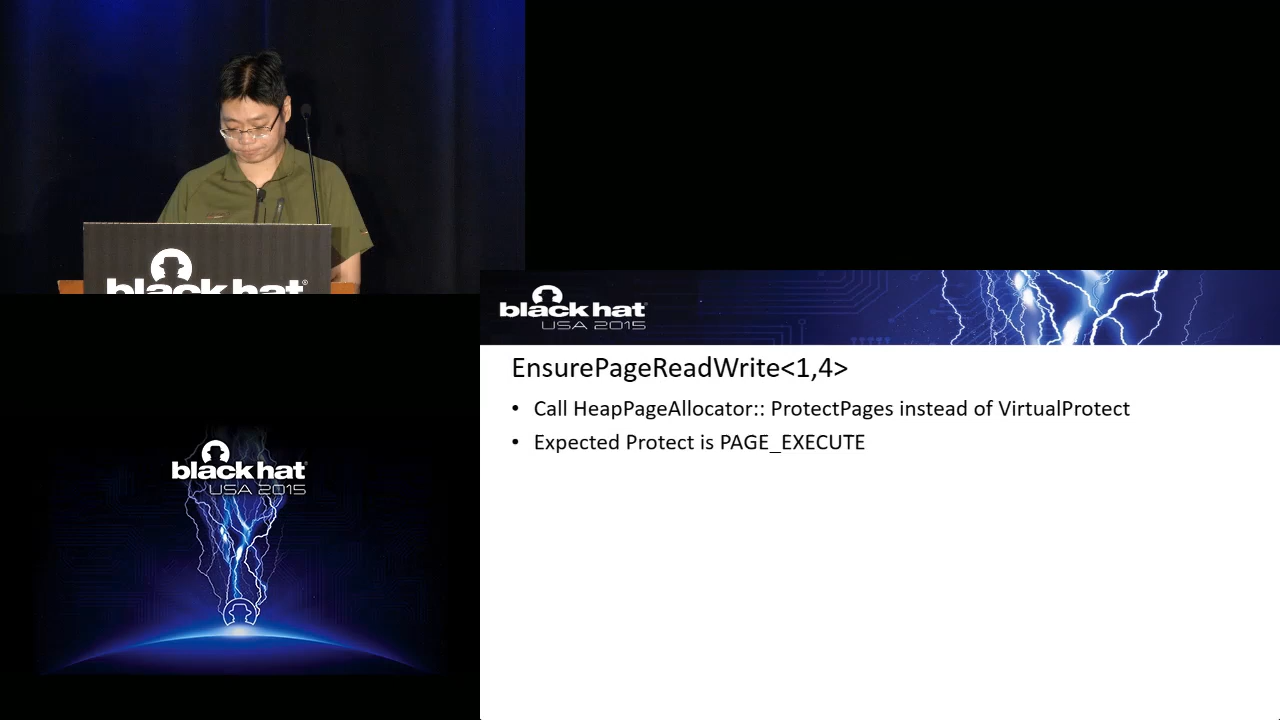 black hat
black hat
USA 2015
EnsurePageReadWrite<1,4>
• Call HeapPageAllocator:: ProtectPages instead of VirtualProtect
• Expected Protect is PAGE_EXECUTE
black hat
USA 2015